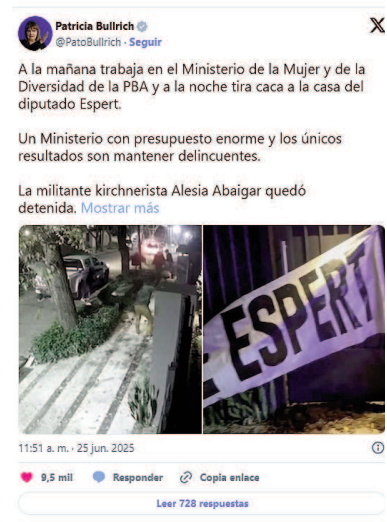 Patricia Bullrich
@PatoBullrich · Seguir
A la mañana trabaja en el Ministerio de la Mujer y de la
Diversidad de la PBA y a la noche tira caca a la casa del
diputado Espert.
Un Ministerio con presupuesto enorme y los únicos
resultados son mantener delincuentes.
La militante kirchnerista Alesia Abaigar quedó
detenida. Mostrar más
ESPERT
11:51 a. m. · 25 jun. 2025
9,5 mil Responder Copia enlace
Leer 728 respuestas